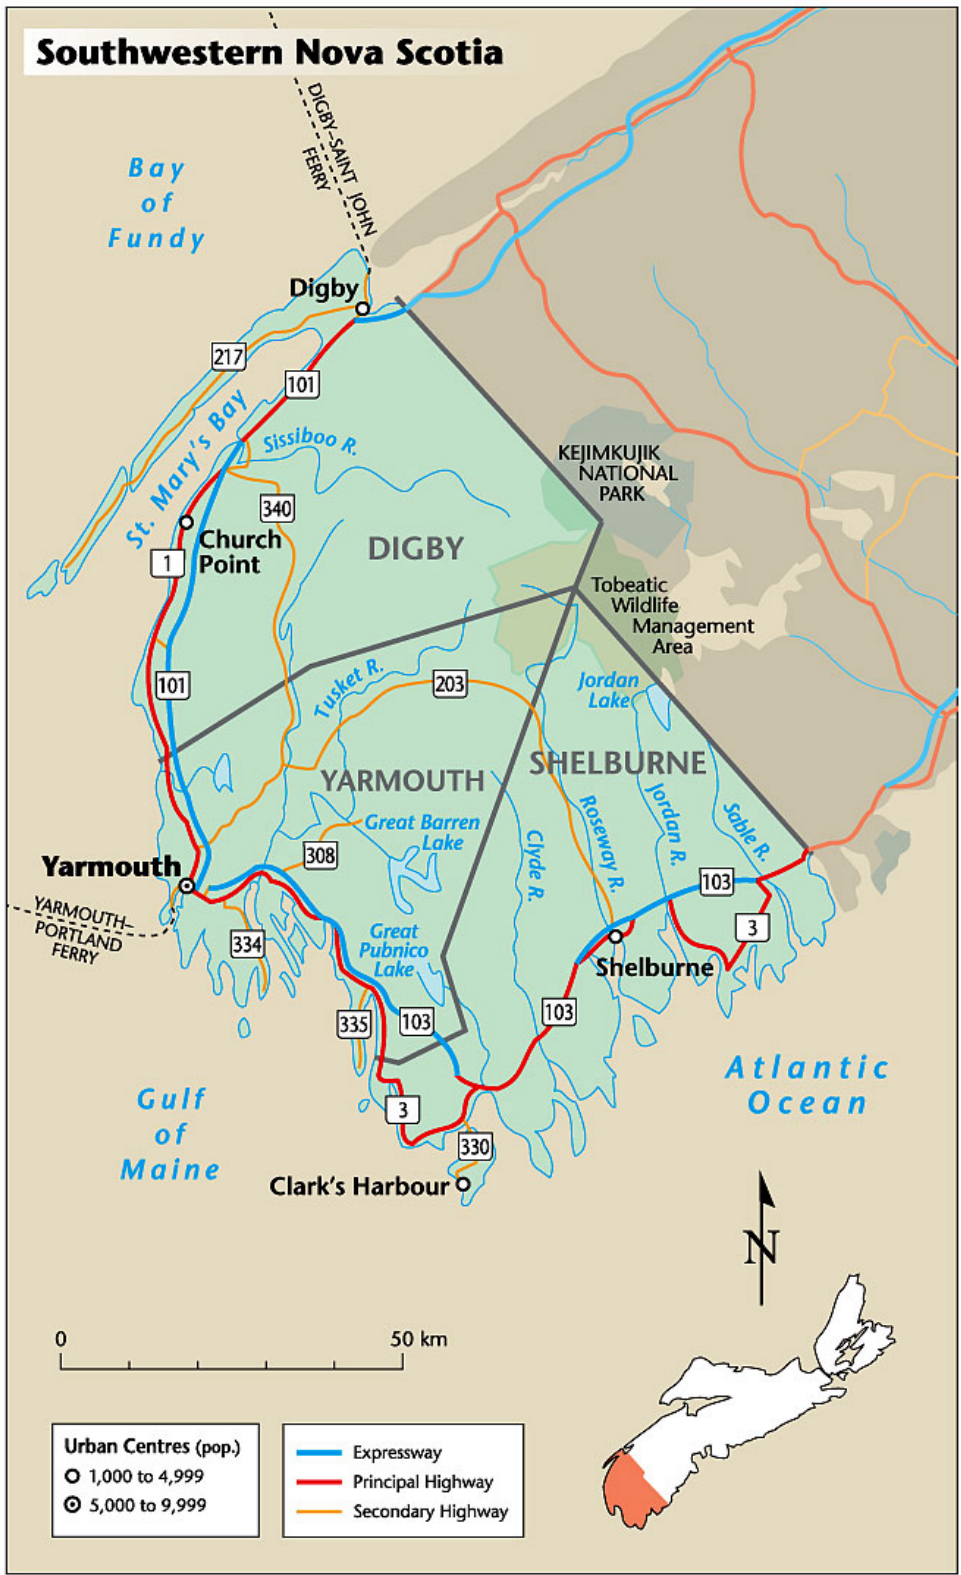 Southwestern Nova Scotia
DIGBY–SAINT JOHN
FERRY
Bay
of
Fundy
Digby
217
101
St. Mary's Bay
Sissiboo R.
KEJIMKUJIK
NATIONAL
PARK
340
Church
Point
DIGBY
1
Tobeatic
Wildlife
Management
Area
101
Tusket R.
203
Jordan
Lake
SHELBURNE
YARMOUTH
Great Barren
Lake
Clyde R.
Roseway R.
Jordan R.
Sable R.
308
Yarmouth
103
YARMOUTH–
PORTLAND
FERRY
334
Great
Pubnico
Lake
3
Shelburne
335
103
103
Atlantic
Ocean
Gulf
of
Maine
3
330
Clark's Harbour
N
0
50 km
Urban Centres (pop.)
1,000 to 4,999
5,000 to 9,999
Expressway
Principal Highway
Secondary Highway